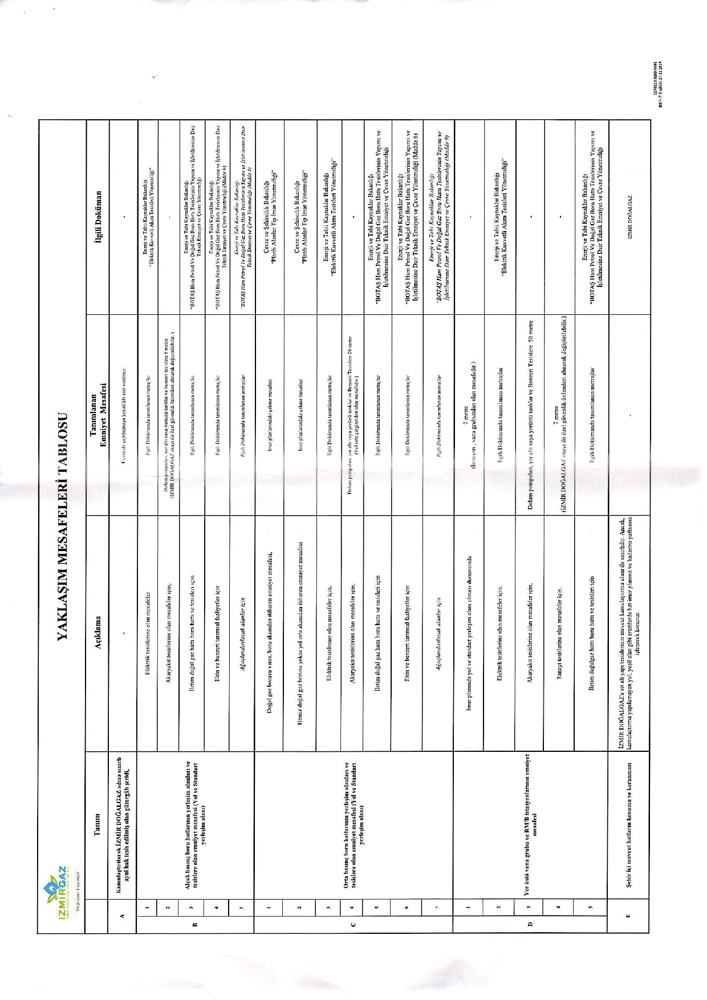 İZMİRGAZ
"Doğalgaz Uygarlığı"
YAKLAŞIM MESAFELERİ TABLOSU
Tanım
Açıklama
Tanımlanan
Emniyet Mesafesi
İlgili Doküman
A
Kamulaştırılarak İZMİR DOĞALGAZ adına sınırlı
ayni hak tesis edilmiş olan güzergâh şeridi,
-
Üzerinde yapılaşmaya kesinlikle izin verilmez.
-
B
Alçak basınç boru hatlarının yerleşim alanları ve
tesislere olan emniyet mesafesi (Yol ve Standart
yerleşim alanı)
1
Elektrik tesislerine olan mesafeler
İlgili Dokümanda tanımlanan metrajlar
Enerji ve Tabii Kaynaklar Bakanlığı
"Elektrik Kuvvetli Akım Tesisleri Yönetmeliği"
2
Akaryakıt tesislerine olan mesafeler için,
Dolum pompaları, yer altı veya yerüstü tanklar ve benzeri tesislere 6 metre
(İZMİR DOĞALGAZ onayı ile özel güvenlik önlemleri alınarak değiştirilebilir.)
-
3
İletim doğal gaz hattı boru hattı ve tesisleri için
İlgili Dokümanda tanımlanan metrajlar
Enerji ve Tabi Kaynaklar Bakanlığı
"BOTAŞ Ham Petrol Ve Doğal Gaz Boru Hattı Tesislerinin Yapımı ve İşletilmesine Dair
Teknik Emniyet ve Çevre Yönetmeliği
4
Ekin ve benzeri tarımsal faaliyetler için
İlgili Dokümanda tanımlanan metrajlar
Enerji ve Tabi Kaynaklar Bakanlığı
"BOTAŞ Ham Petrol Ve Doğal Gaz Boru Hattı Tesislerinin Yapımı ve İşletilmesine Dair
Teknik Emniyet ve Çevre Yönetmeliği (Madde 6)
5
Ağaçlandırılacak alanlar için
İlgili Dokümanda tanımlanan metrajlar
Enerji ve Tabi Kaynaklar Bakanlığı
"BOTAŞ Ham Petrol Ve Doğal Gaz Boru Hattı Tesislerinin Yapımı ve İşletilmesine Dair
Teknik Emniyet ve Çevre Yönetmeliği (Madde 9)
C
Orta basınç boru hatlarının yerleşim alanları ve
tesislere olan emniyet mesafesi (Yol ve Standart
yerleşim alanı)
1
Doğal gaz borusu varsa, boru aksından itibaren emniyet mesafesi,
İmar planlarındaki çekme mesafesi
Çevre ve Şehircilik Bakanlığı
"Planlı Alanlar Tip İmar Yönetmeliği"
2
Henüz doğal gaz borusu yoksa yol orta aksından itibaren emniyet mesafesi
İmar planlarındaki çekme mesafesi
Çevre ve Şehircilik Bakanlığı
"Planlı Alanlar Tip İmar Yönetmeliği"
3
Elektrik tesislerine olan mesafeler için,
İlgili Dokümanda tanımlanan metrajlar
Enerji ve Tabii Kaynaklar Bakanlığı
"Elektrik Kuvvetli Akım Tesisleri Yönetmeliği"
4
Akaryakıt tesislerine olan mesafeler için,
Dolum pompaları, yer altı veya yerüstü tanklar ve Benzeri Tesislere 20 metre
(Yol orta çizgisinden olan mesafedir.)
-
5
İletim doğal gaz hattı boru hattı ve tesisleri için
İlgili Dokümanda tanımlanan metrajlar
Enerji ve Tabi Kaynaklar Bakanlığı
"BOTAŞ Ham Petrol Ve Doğal Gaz Boru Hattı Tesislerinin Yapımı ve
İşletilmesine Dair Teknik Emniyet ve Çevre Yönetmeliği
6
Ekin ve benzeri tarımsal faaliyetler için
İlgili Dokümanda tanımlanan metrajlar
Enerji ve Tabi Kaynaklar Bakanlığı
"BOTAŞ Ham Petrol Ve Doğal Gaz Boru Hattı Tesislerinin Yapımı ve
İşletilmesine Dair Teknik Emniyet ve Çevre Yönetmeliği (Madde 6)
7
Ağaçlandırılacak alanlar için
İlgili Dokümanda tanımlanan metrajlar
Enerji ve Tabi Kaynaklar Bakanlığı
"BOTAŞ Ham Petrol Ve Doğal Gaz Boru Hattı Tesislerinin Yapımı ve
İşletilmesine Dair Teknik Emniyet ve Çevre Yönetmeliği (Madde 9)
D
Yer üstü vana grubu ve RM/B istasyonlarının emniyet
mesafesi
1
İmar planında yol ve standart yerleşim alanı olması durumunda
7 metre
(İstasyon , vana grubundan olan mesafedir.)
-
2
Elektrik tesislerine olan mesafeler için,
İlgili Dokümanda tanımlanan metrajlar
Enerji ve Tabii Kaynaklar Bakanlığı
"Elektrik Kuvvetli Akım Tesisleri Yönetmeliği"
3
Akaryakıt tesislerine olan mesafeler için,
Dolum pompaları, yer altı veya yerüstü tanklar ve Benzeri Tesislere 50 metre
-
4
Sanayi tesislerine olan mesafeler için.
7 metre
(İZMİR DOĞALGAZ onayı ile özel güvenlik önlemleri alınarak değiştirilebilir.)
-
5
İletim doğalgaz hattı boru hattı ve tesisleri için
İlgili Dokümanda tanımlanan metrajlar
Enerji ve Tabi Kaynaklar Bakanlığı
"BOTAŞ Ham Petrol Ve Doğal Gaz Boru Hattı Tesislerinin Yapımı ve
İşletilmesine Dair Teknik Emniyet ve Çevre Yönetmeliği
E
Şehir içi mevcut hatların konumu ve korunması
İZMİR DOĞALGAZ'a ait alt yapı tesislerinin mevcut kamulaştırma alanı ile sınırlıdır. Ancak,
kamulaştırma yapılamayan yol, yeşil alan gibi arazilerde hat imar planına ve kadastro paftasına
işlenerek korunur.
-
İZMİR DOĞALGAZ
REV:7 TARİH:23.12.2019